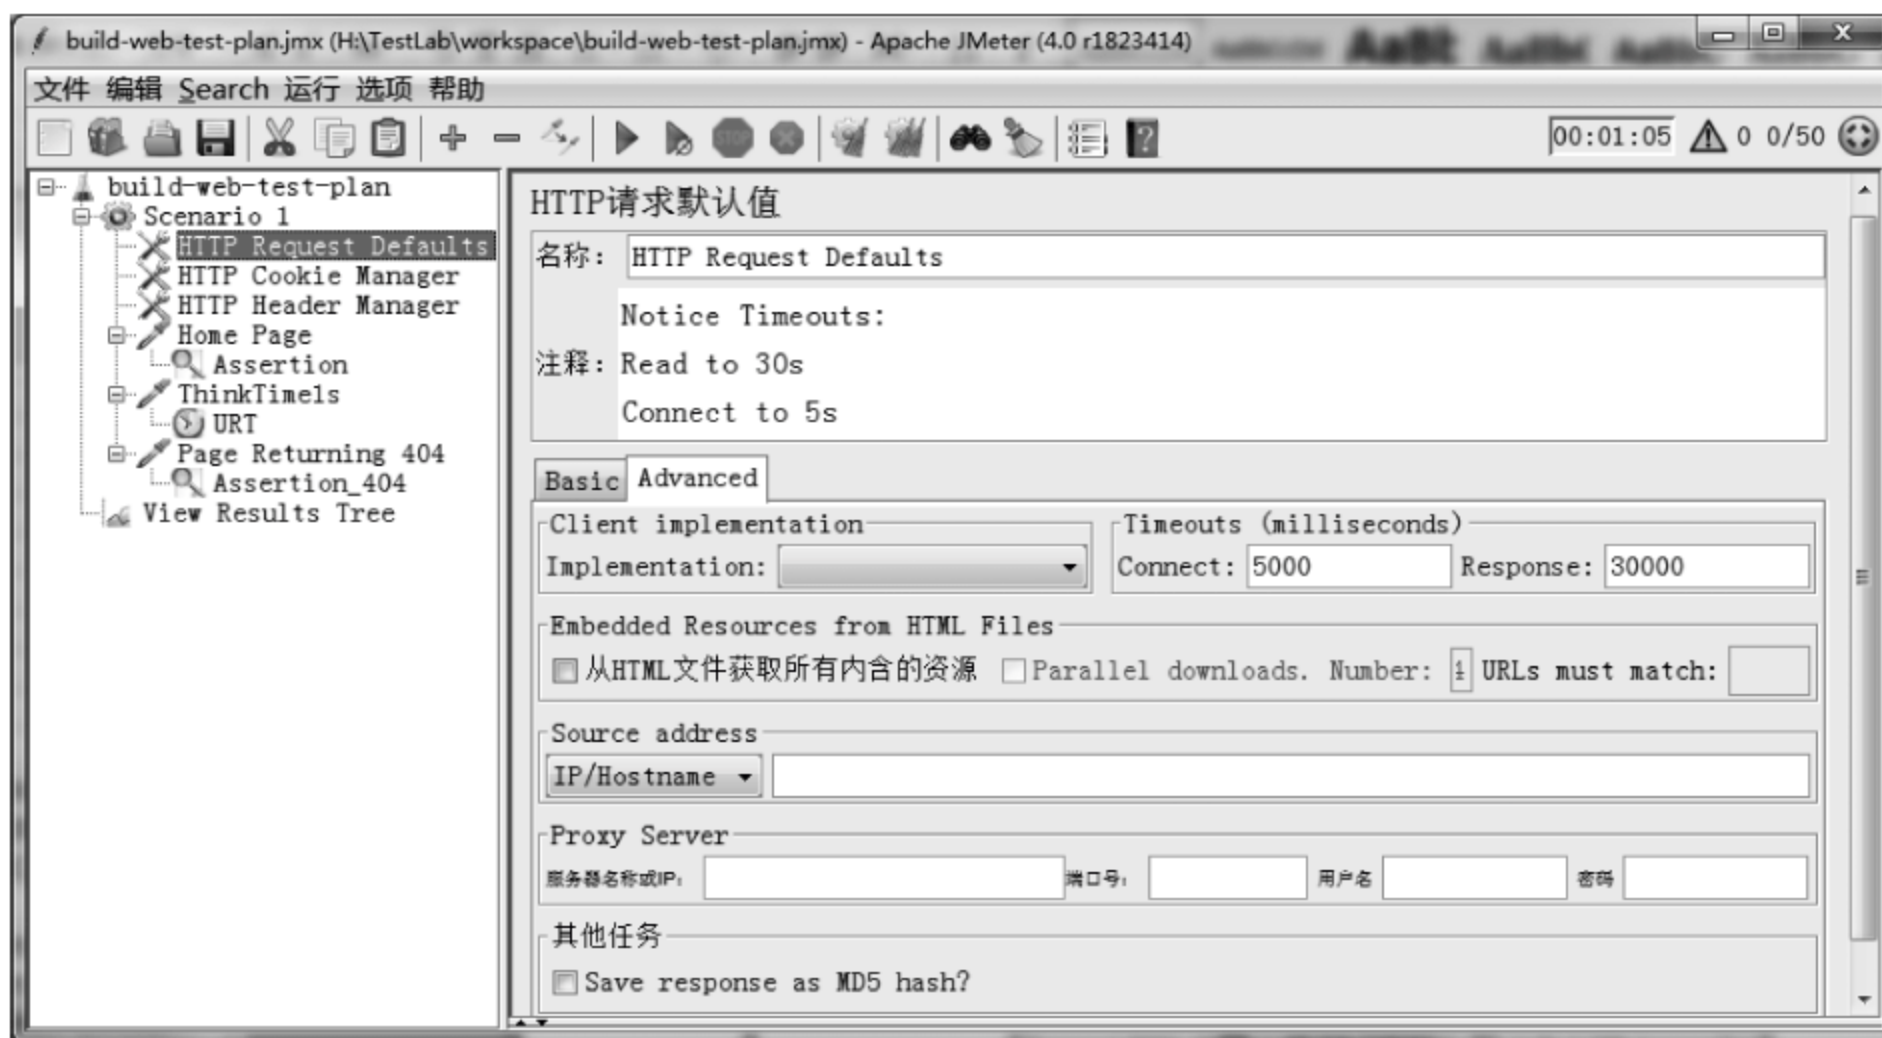 build-web-test-plan.jmx (H:\TestLab\workspace\build-web-test-plan.jmx) - Apache JMeter (4.0 r1823414)
文件 编辑 Search 运行 选项 帮助
STOP
00:01:05 0 0/50
build-web-test-plan
Scenario 1
HTTP Request Defaults
HTTP Cookie Manager
HTTP Header Manager
Home Page
Assertion
ThinkTime1s
URT
Page Returning 404
Assertion_404
View Results Tree
HTTP请求默认值
名称: HTTP Request Defaults
注释: Notice Timeouts:
Read to 30s
Connect to 5s
Basic Advanced
Client implementation
Implementation:
Timeouts (milliseconds)
Connect: 5000 Response: 30000
Embedded Resources from HTML Files
从HTML文件获取所有内含的资源 Parallel downloads. Number: URLs must match:
Source address
IP/Hostname
Proxy Server
服务器名称或IP: 端口号: 用户名 密码
其他任务
Save response as MD5 hash?